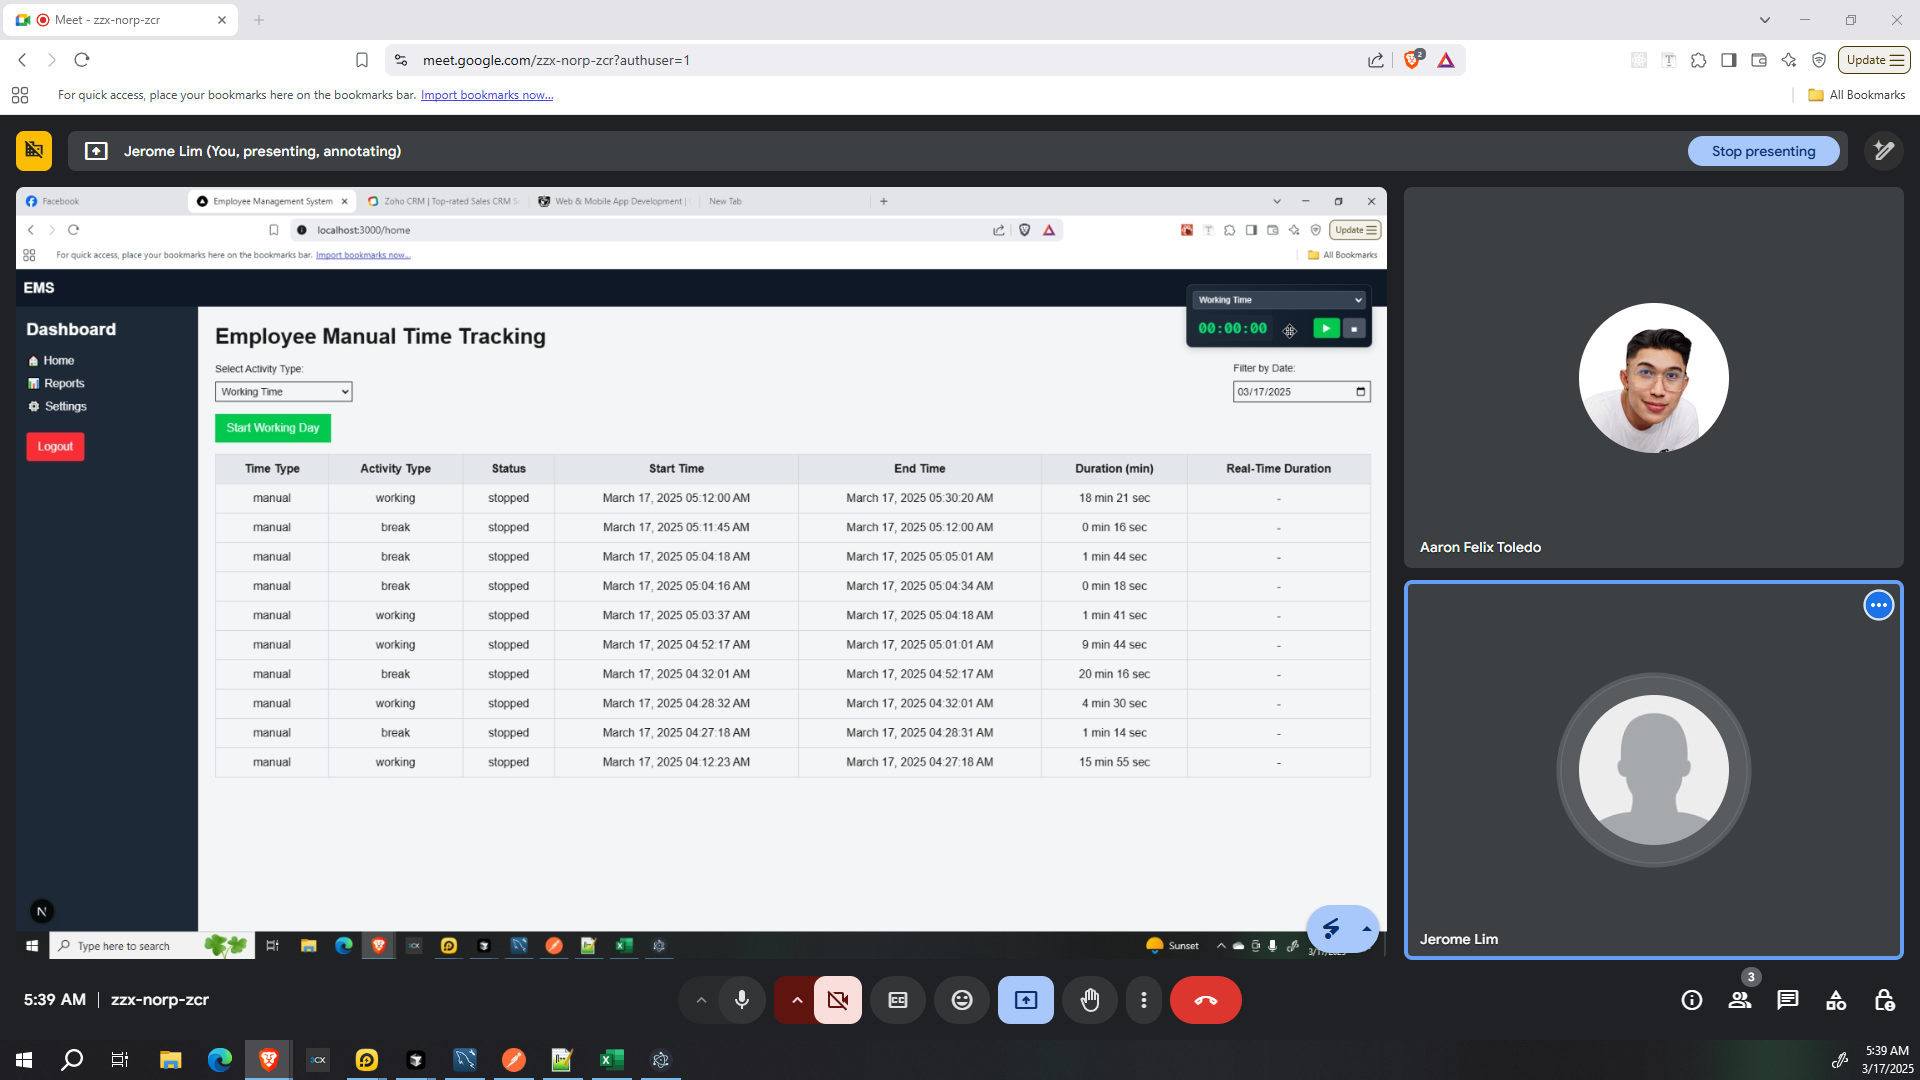 Meet - zzx-norp-zcr
meet.google.com/zzx-norp-zcr?authuser=1
2
Update
For quick access, place your bookmarks here on the bookmarks bar. Import bookmarks now...
All Bookmarks
Jerome Lim (You, presenting, annotating)
Stop presenting
Facebook
Employee Management System
Zoho CRM | Top-rated Sales CRM S
Web & Mobile App Development |
New Tab
localhost:3000/home
Update
For quick access, place your bookmarks here on the bookmarks bar. Import bookmarks now...
All Bookmarks
EMS
Working Time
00:00:00
Dashboard
Home
Reports
Settings
Logout
Employee Manual Time Tracking
Select Activity Type:
Filter by Date:
Working Time
03/17/2025
Start Working Day
Time Type Activity Type Status Start Time End Time Duration (min) Real-Time Duration
manual working stopped March 17, 2025 05:12:00 AM March 17, 2025 05:30:20 AM 18 min 21 sec -
manual break stopped March 17, 2025 05:11:45 AM March 17, 2025 05:12:00 AM 0 min 16 sec -
manual break stopped March 17, 2025 05:04:18 AM March 17, 2025 05:05:01 AM 1 min 44 sec -
manual break stopped March 17, 2025 05:04:16 AM March 17, 2025 05:04:34 AM 0 min 18 sec -
manual working stopped March 17, 2025 05:03:37 AM March 17, 2025 05:04:18 AM 1 min 41 sec -
manual working stopped March 17, 2025 04:52:17 AM March 17, 2025 05:01:01 AM 9 min 44 sec -
manual break stopped March 17, 2025 04:32:01 AM March 17, 2025 04:52:17 AM 20 min 16 sec -
manual working stopped March 17, 2025 04:28:32 AM March 17, 2025 04:32:01 AM 4 min 30 sec -
manual break stopped March 17, 2025 04:27:18 AM March 17, 2025 04:28:31 AM 1 min 14 sec -
manual working stopped March 17, 2025 04:12:23 AM March 17, 2025 04:27:18 AM 15 min 55 sec -
N
Type here to search
Sunset
Aaron Felix Toledo
Jerome Lim
5:39 AM | zzx-norp-zcr
3
5:39 AM
3/17/2025